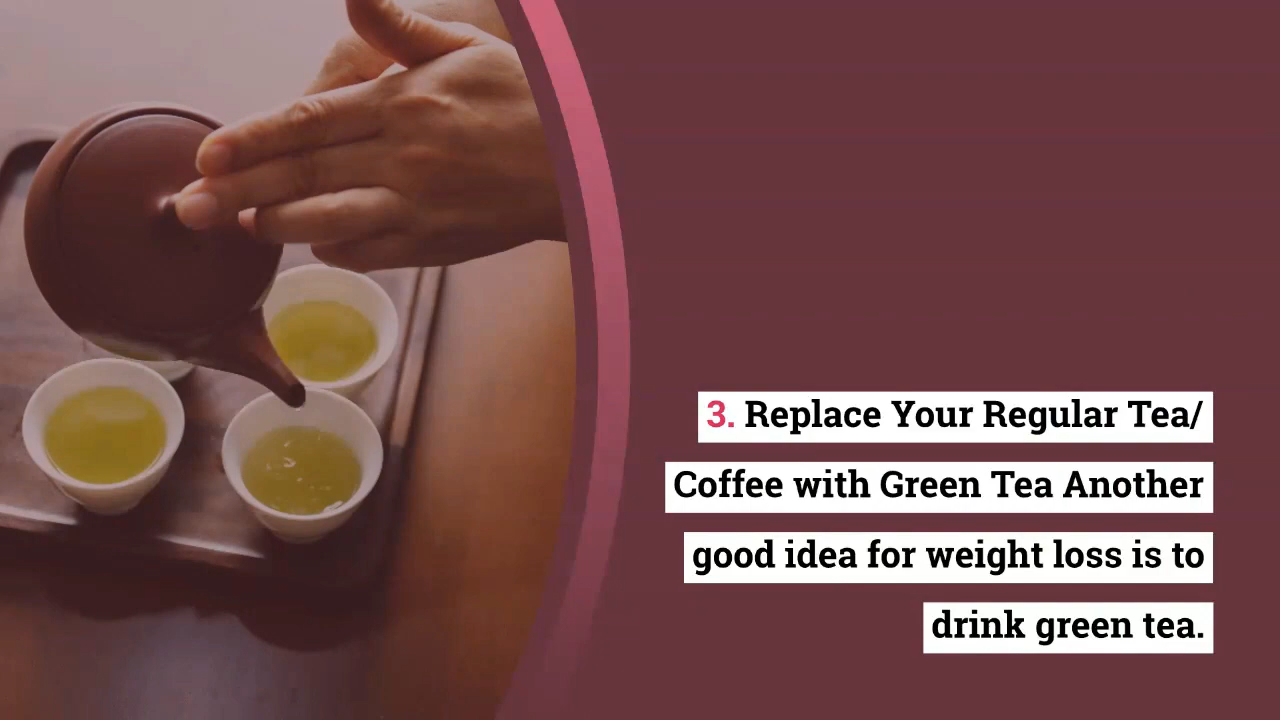 3. Replace Your Regular Tea/
Coffee with Green Tea Another
good idea for weight loss is to
drink green tea.